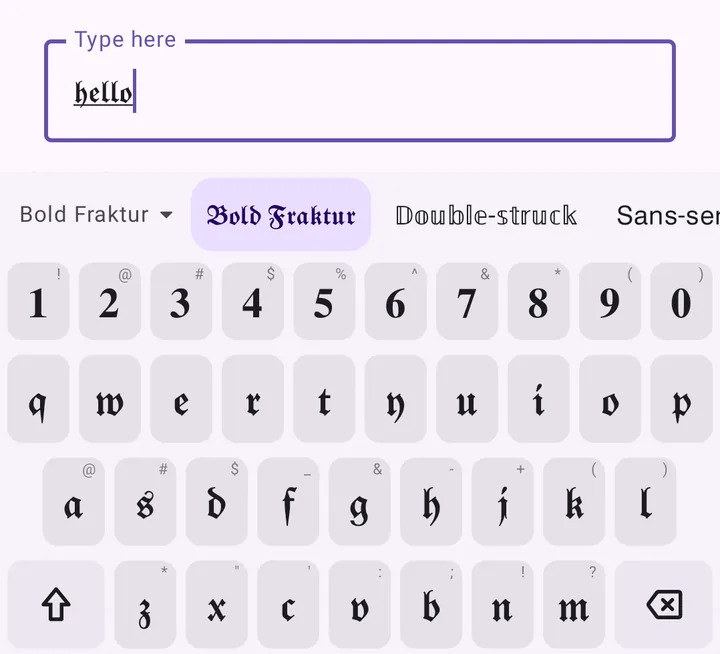 Type here
𝖍𝖊𝖑𝖑𝖔
Bold Fraktur 𝕭𝖔𝖑𝖉 𝕱𝖗𝖆𝖐𝖙𝖚𝖗 𝔻𝕠𝕦𝕓𝕝𝕖-𝕤𝕥𝕣𝕦𝕔𝕜 Sans-ser
! @ # $ % ^ & * ( )
𝟏 𝟐 𝟑 𝟒 𝟓 𝟔 𝟕 𝟖 𝟗 𝟎
𝖖 𝖜 𝖊 𝖗 𝖙 𝖞 𝖚 𝖎 𝖔 𝖕
@ # $ _ & - + ( )
𝖆 𝖘 𝖉 𝖋 𝖌 𝖍 𝖏 𝖐 𝖑
* " ' : ; ! ?
𝖟 𝖝 𝖈 𝖛 𝖇 𝖓 𝖒